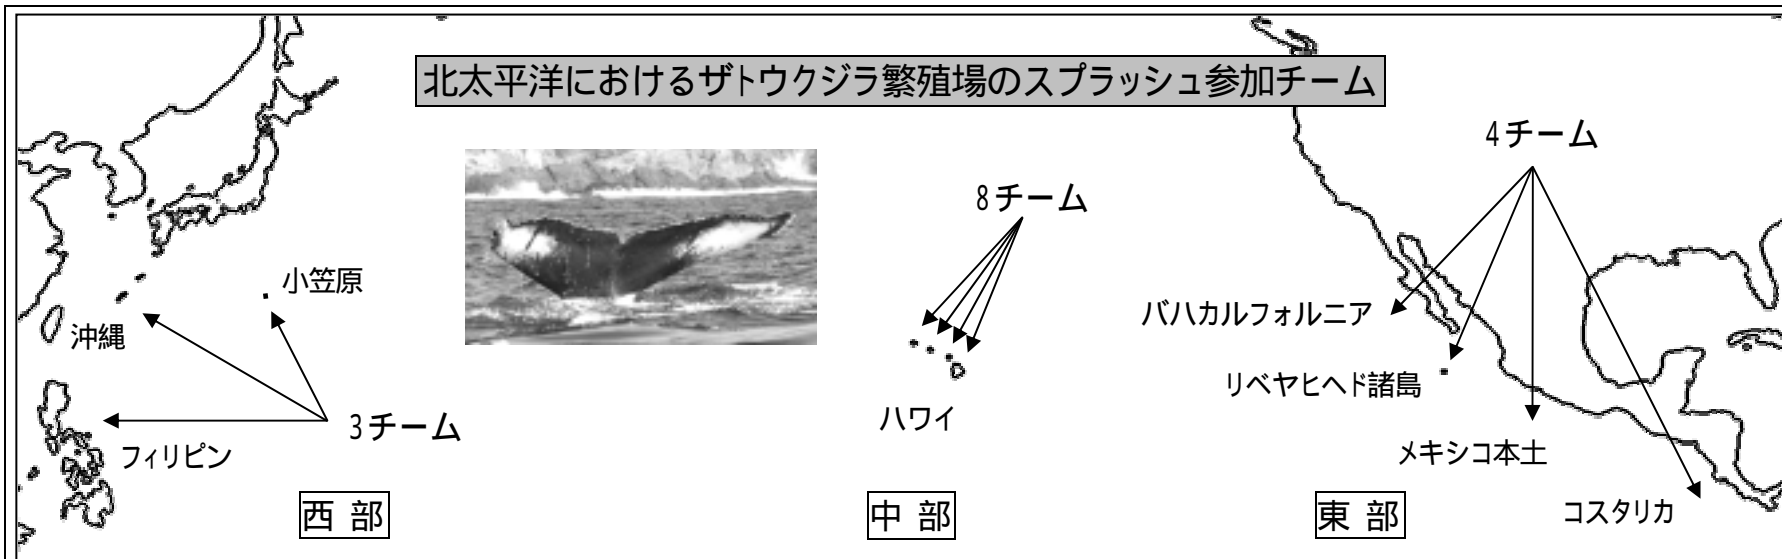 北太平洋におけるザトウクジラ繁殖場のスプラッシュ参加チーム
4チーム
8チーム
小笠原
沖縄
バハカルフォルニア
リベヤヒヘド諸島
ハワイ
3チーム
フィリピン
メキシコ本土
コスタリカ
西 部
中 部
東 部